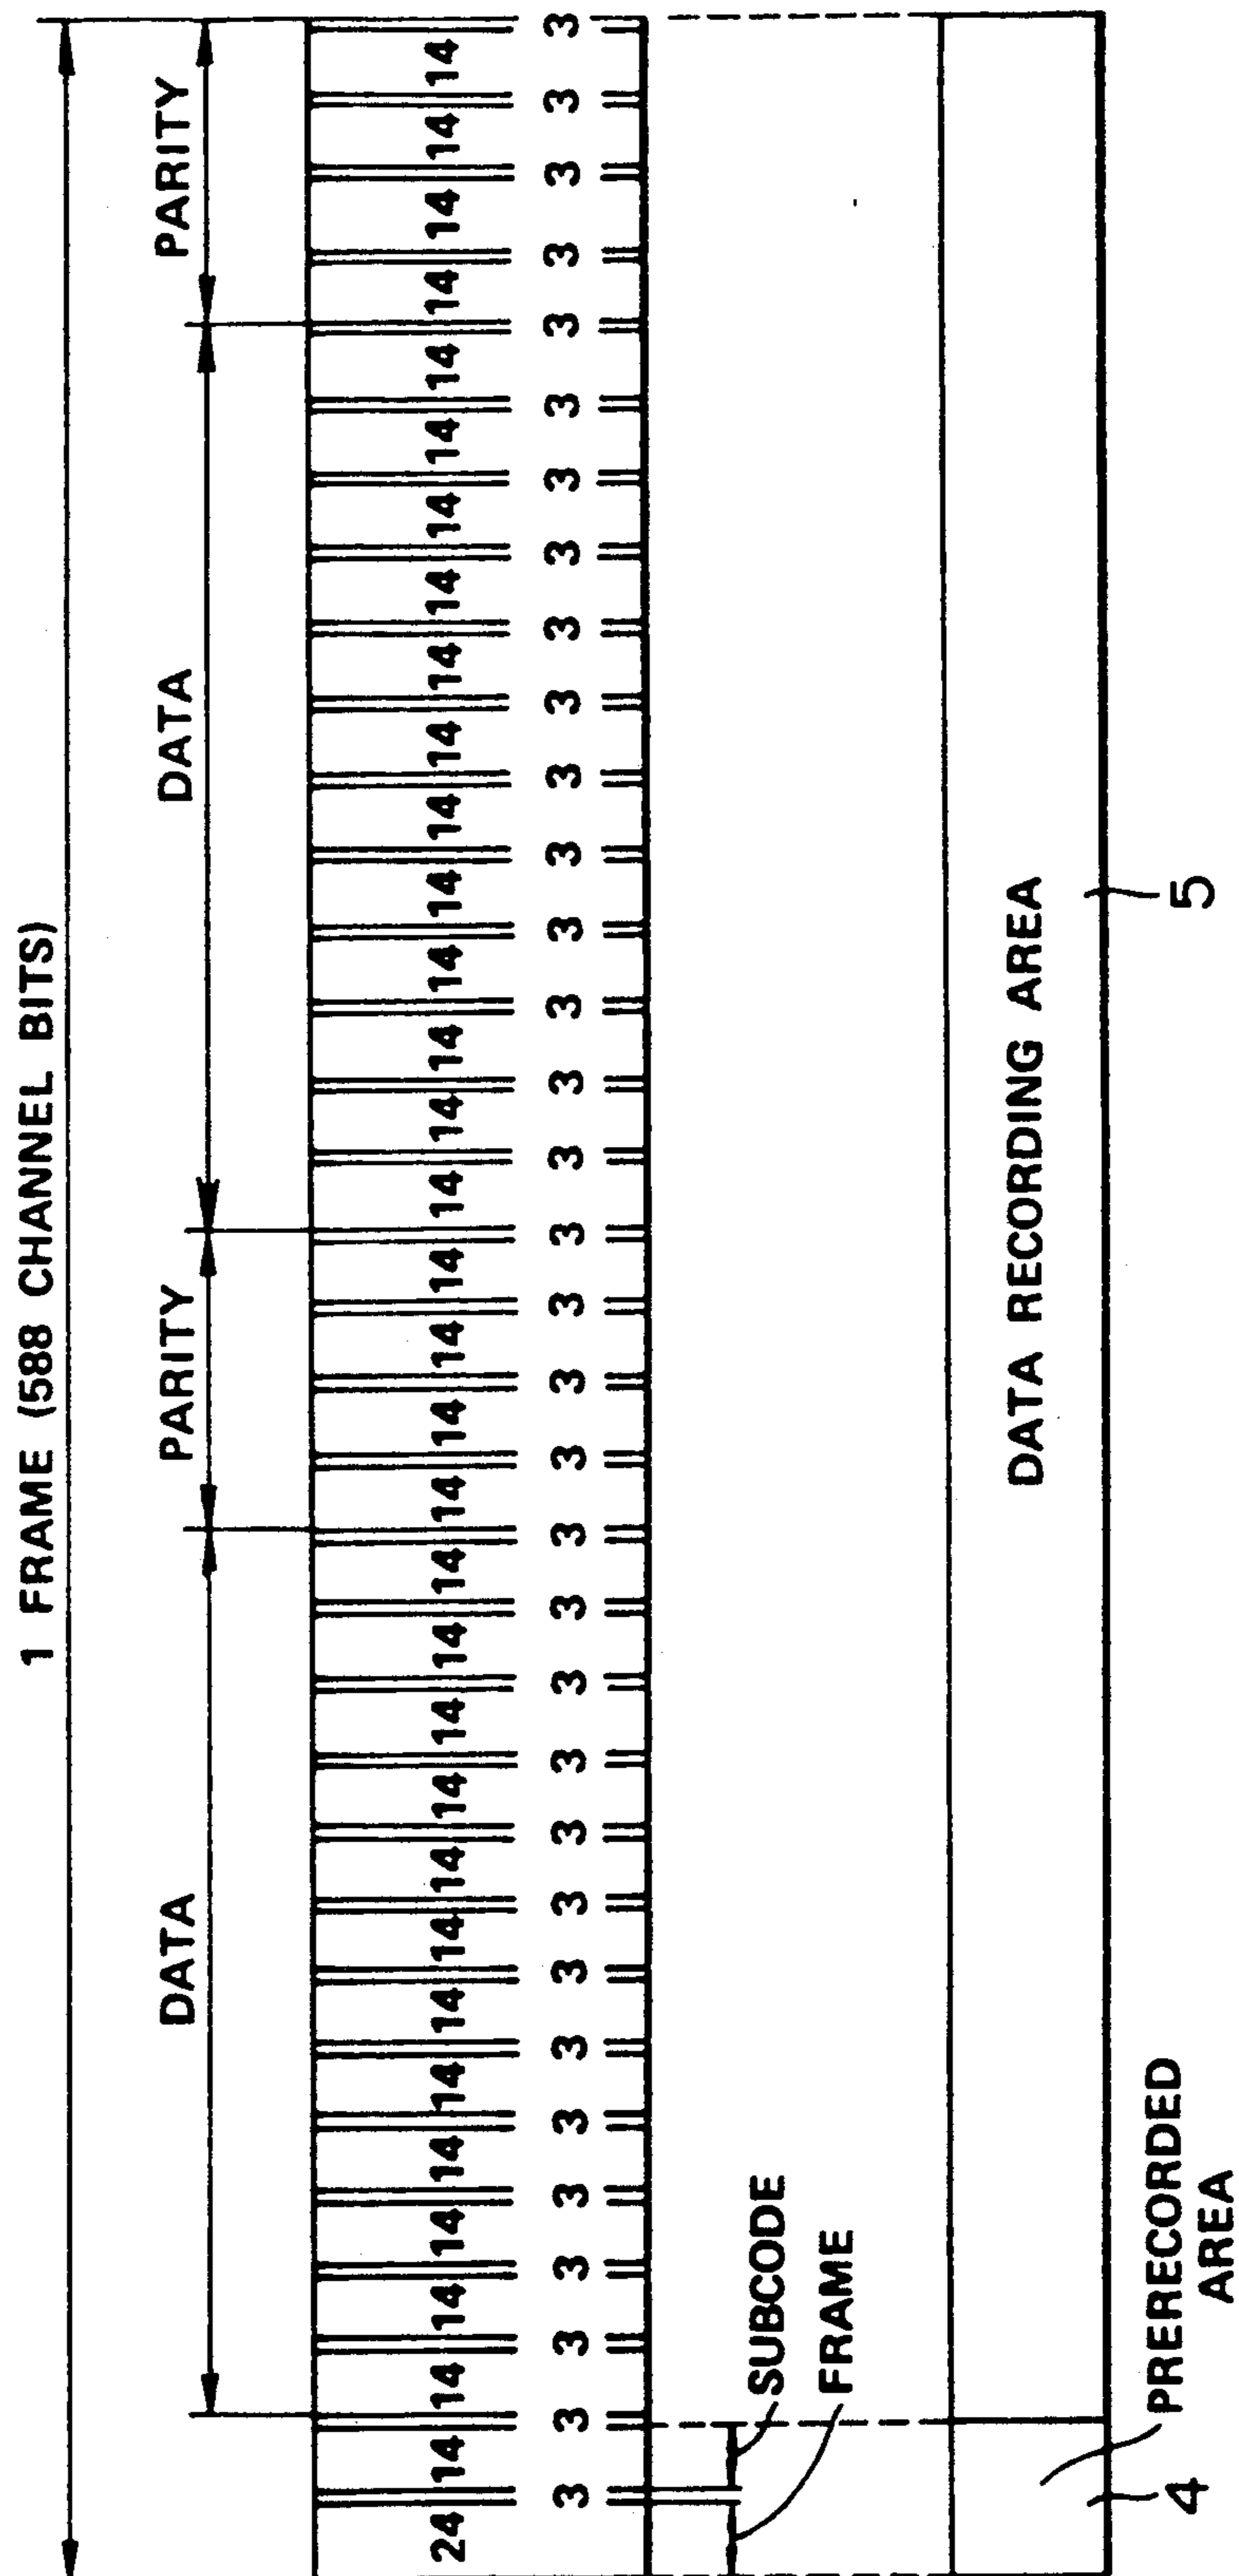 1 FRAME (588 CHANNEL BITS)
DATA PARITY DATA PARITY
24 14 14 14 14 14 14 14 14 14 14 14 14 14 14 14 14 14 14 14 14 14 14 14 14 14 14 14 14 14 14 14 14 14
3 3 3 3 3 3 3 3 3 3 3 3 3 3 3 3 3 3 3 3 3 3 3 3 3 3 3 3 3 3 3 3 3 3
SUBCODE
FRAME
DATA RECORDING AREA
4 PRERECORDED
AREA
5